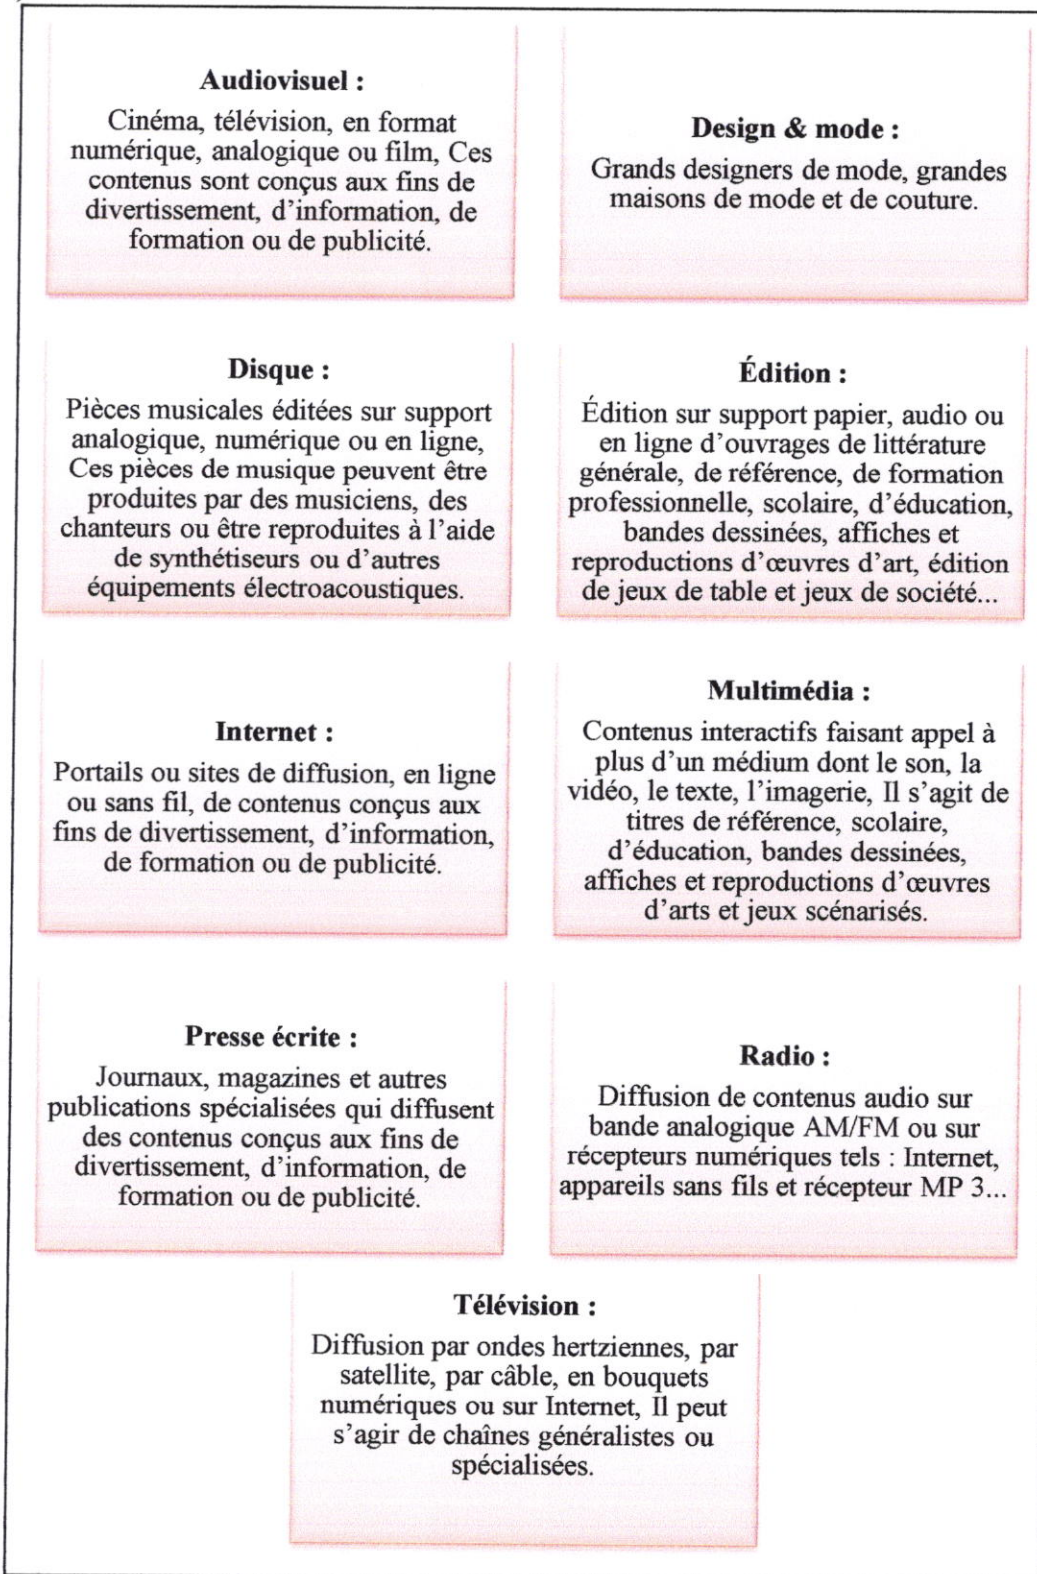 Audiovisuel :
Cinéma, télévision, en format
numérique, analogique ou film, Ces
contenus sont conçus aux fins de
divertissement, d'information, de
formation ou de publicité.
Design & mode :
Grands designers de mode, grandes
maisons de mode et de couture.
Disque :
Pièces musicales éditées sur support
analogique, numérique ou en ligne,
Ces pièces de musique peuvent être
produites par des musiciens, des
chanteurs ou être reproduites à l'aide
de synthétiseurs ou d'autres
équipements électroacoustiques.
Édition :
Édition sur support papier, audio ou
en ligne d'ouvrages de littérature
générale, de référence, de formation
professionnelle, scolaire, d'éducation,
bandes dessinées, affiches et
reproductions d'œuvres d'art, édition
de jeux de table et jeux de société...
Internet :
Portails ou sites de diffusion, en ligne
ou sans fil, de contenus conçus aux
fins de divertissement, d'information,
de formation ou de publicité.
Multimédia :
Contenus interactifs faisant appel à
plus d'un médium dont le son, la
vidéo, le texte, l'imagerie, Il s'agit de
titres de référence, scolaire,
d'éducation, bandes dessinées,
affiches et reproductions d'œuvres
d'arts et jeux scénarisés.
Presse écrite :
Journaux, magazines et autres
publications spécialisées qui diffusent
des contenus conçus aux fins de
divertissement, d'information, de
formation ou de publicité.
Radio :
Diffusion de contenus audio sur
bande analogique AM/FM ou sur
récepteurs numériques tels : Internet,
appareils sans fils et récepteur MP 3...
Télévision :
Diffusion par ondes hertziennes, par
satellite, par câble, en bouquets
numériques ou sur Internet, Il peut
s'agir de chaînes généralistes ou
spécialisées.